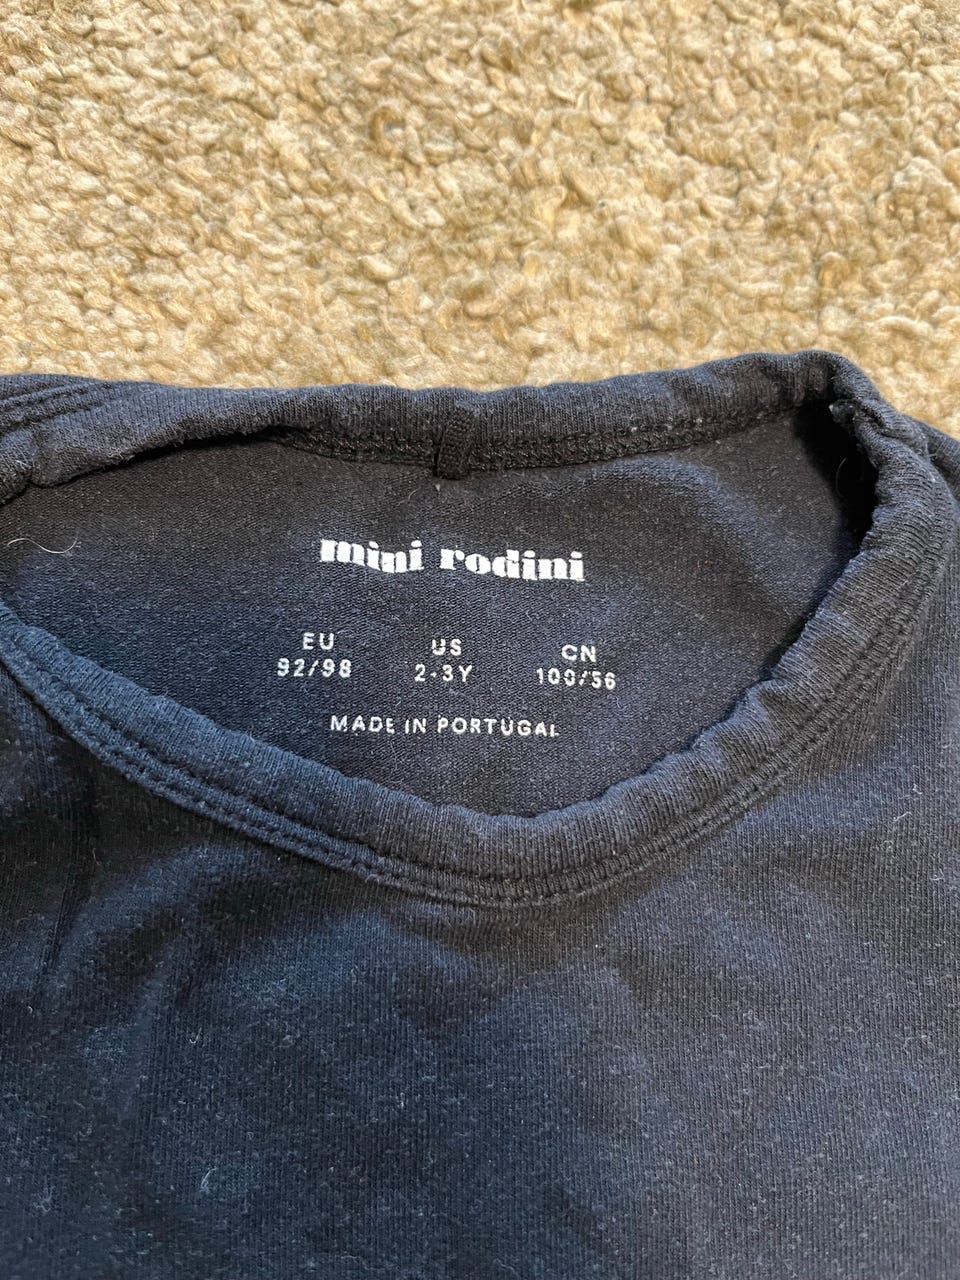 mini rodini
EU US CN
92/98 2-3Y 100/56
MADE IN PORTUGAL